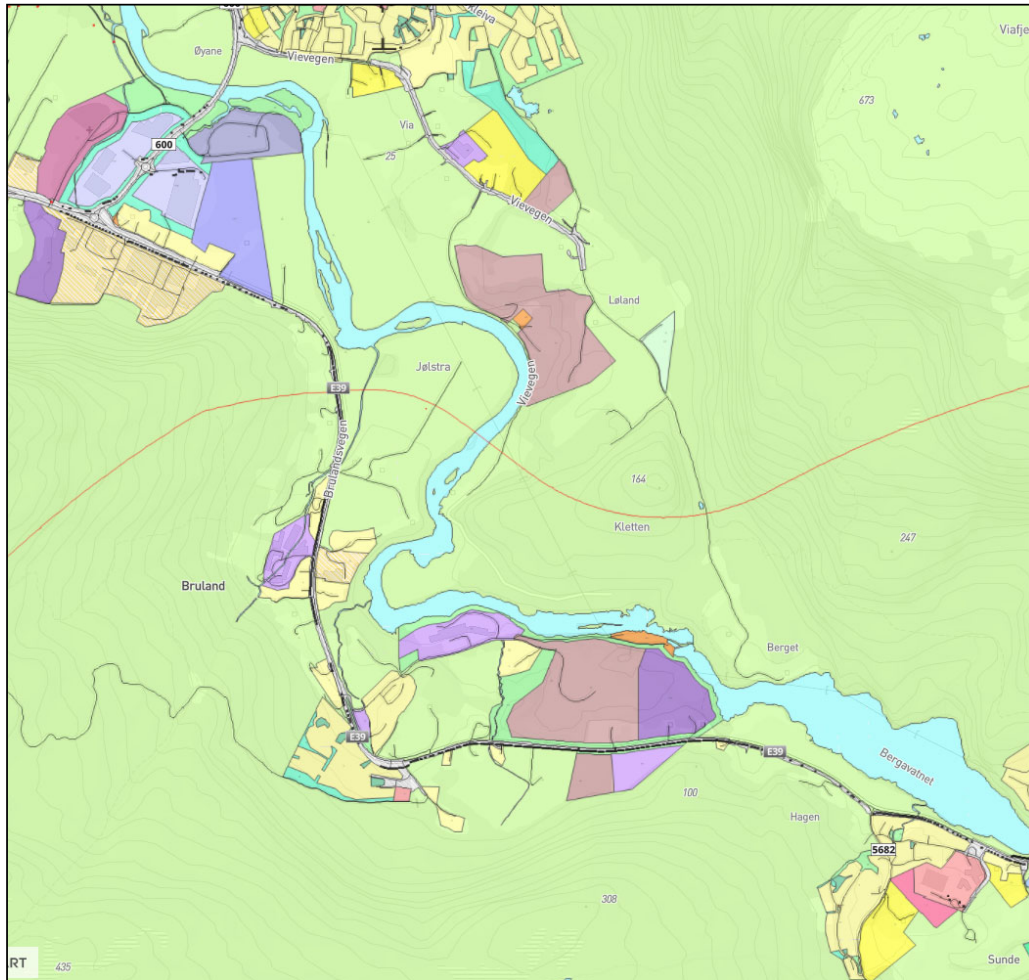 Kleiva
Viafje
Øyane
Vievegen
673
Via
600
25
Vievegen
Løland
Jølstra
Vievegen
E39
Brulandsvegen
164
Kletten
247
Bruland
Berget
E39
E39
Bergavatnet
100
Hagen
5682
308
Sunde
RT
435